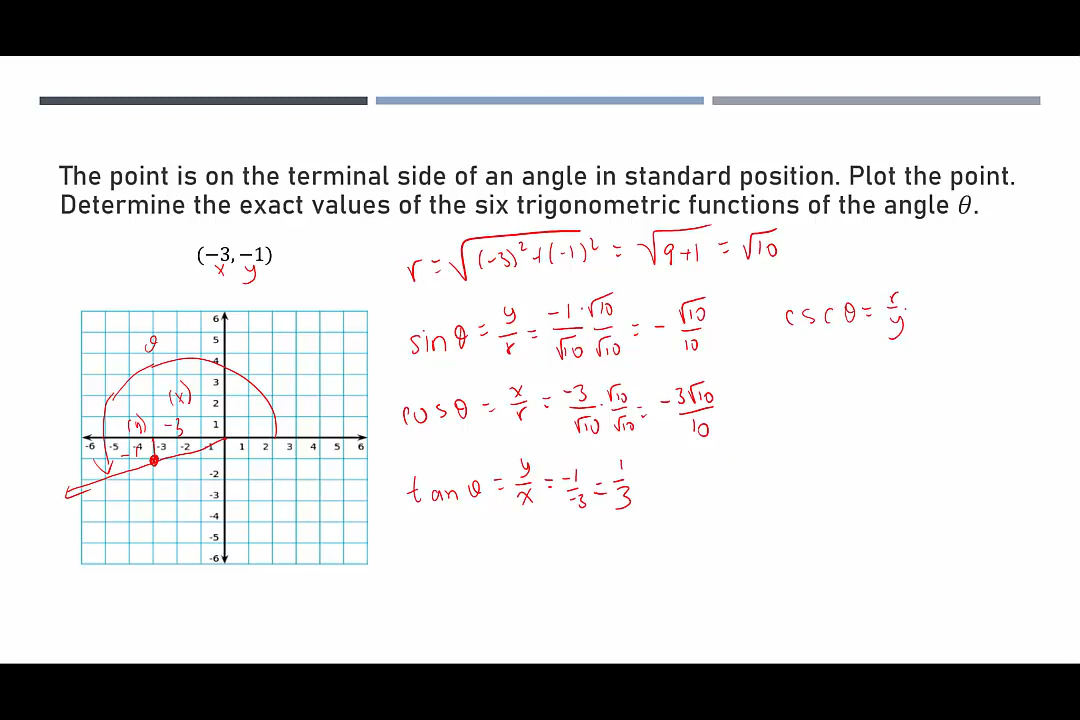 The point is on the terminal side of an angle in standard position. Plot the point.
Determine the exact values of the six trigonometric functions of the angle θ.
(−3, −1)
x y
r = √((-3)² + (-1)²) = √(9+1) = √10
sin θ = y/r = -1/√10 · √10/√10 = - √10/10
csc θ = r/y
cos θ = x/r = -3/√10 · √10/√10 = -3√10/10
tan θ = y/x = -1/-3 = 1/3
θ
(x)
(y) -3
-1
6
5
4
3
2
1
-6 -5 -4 -3 -2 -1 1 2 3 4 5 6
-2
-3
-4
-5
-6